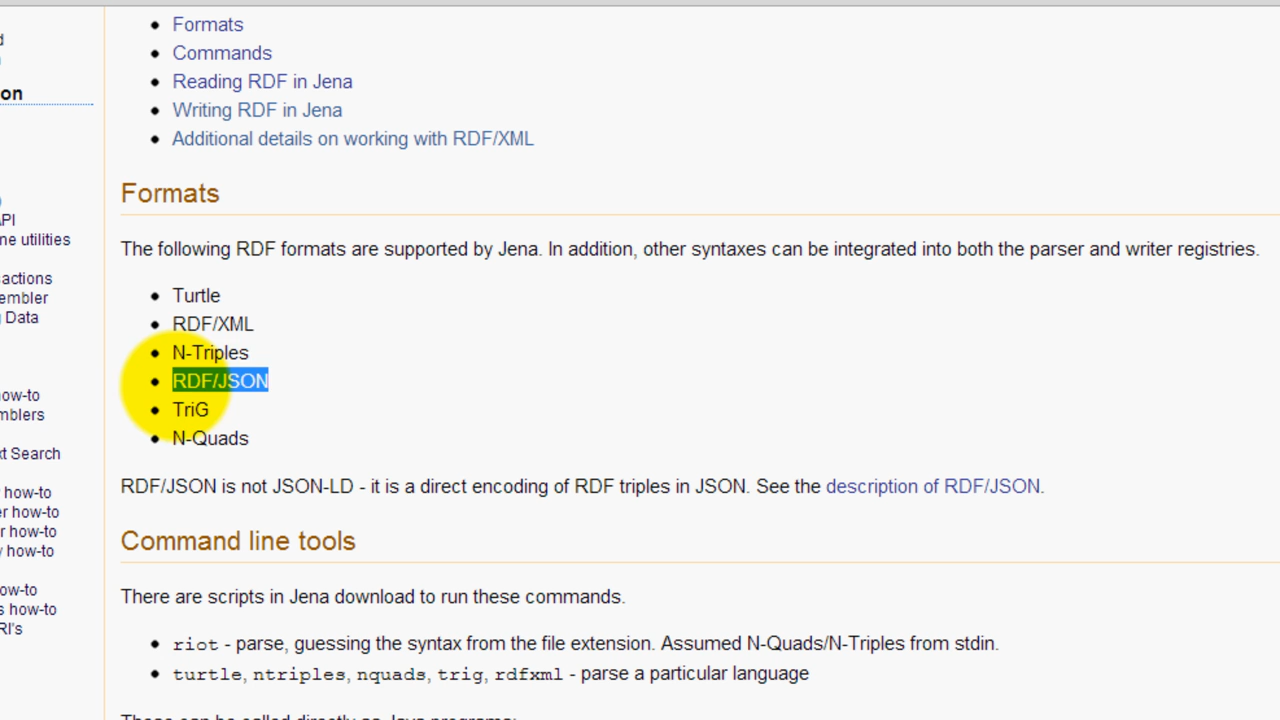 Formats
Commands
Reading RDF in Jena
Writing RDF in Jena
Additional details on working with RDF/XML
Formats
The following RDF formats are supported by Jena. In addition, other syntaxes can be integrated into both the parser and writer registries.
Turtle
RDF/XML
N-Triples
RDF/JSON
TriG
N-Quads
RDF/JSON is not JSON-LD - it is a direct encoding of RDF triples in JSON. See the description of RDF/JSON.
Command line tools
There are scripts in Jena download to run these commands.
riot - parse, guessing the syntax from the file extension. Assumed N-Quads/N-Triples from stdin.
turtle, ntriples, nquads, trig, rdfxml - parse a particular language
on
PI
me utilities
actions
embler
Data
ow-to
mblers
xt Search
how-to
er how-to
r how-to
how-to
ow-to
s how-to
RI's